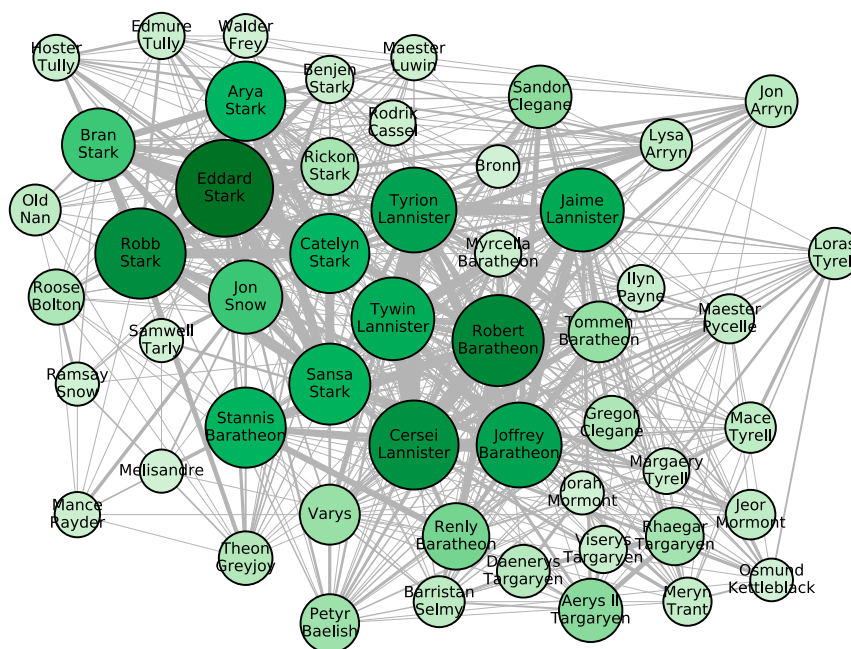 Edmure
Tully
Walder
Frey
Hoster
Tully
Maester
Luwin
Benjen
Stark
Arya
Stark
Sandor
Clegane
Jon
Arryn
Rodrik
Cassel
Bran
Stark
Lysa
Arryn
Rickon
Stark
Bronn
Eddard
Stark
Old
Nan
Tyrion
Lannister
Jaime
Lannister
Robb
Stark
Catelyn
Stark
Myrcella
Baratheon
Loras
Tyrell
Roose
Bolton
Jon
Snow
Illyn
Payne
Tywin
Lannister
Maester
Pycelle
Samwell
Tarly
Robert
Baratheon
Tommen
Baratheon
Ramsay
Snow
Sansa
Stark
Stannis
Baratheon
Gregor
Clegane
Mace
Tyrell
Cersei
Lannister
Joffrey
Baratheon
Melisandre
Margaery
Tyrell
Jorah
Mormont
Mance
Rayder
Varys
Jeor
Mormont
Renly
Baratheon
Rhaegar
Targaryen
Viserys
Targaryen
Theon
Greyjoy
Daenerys
Targaryen
Osmund
Kettleblack
Barristan
Selmy
Meryn
Trant
Aerys II
Targaryen
Petyr
Baelish